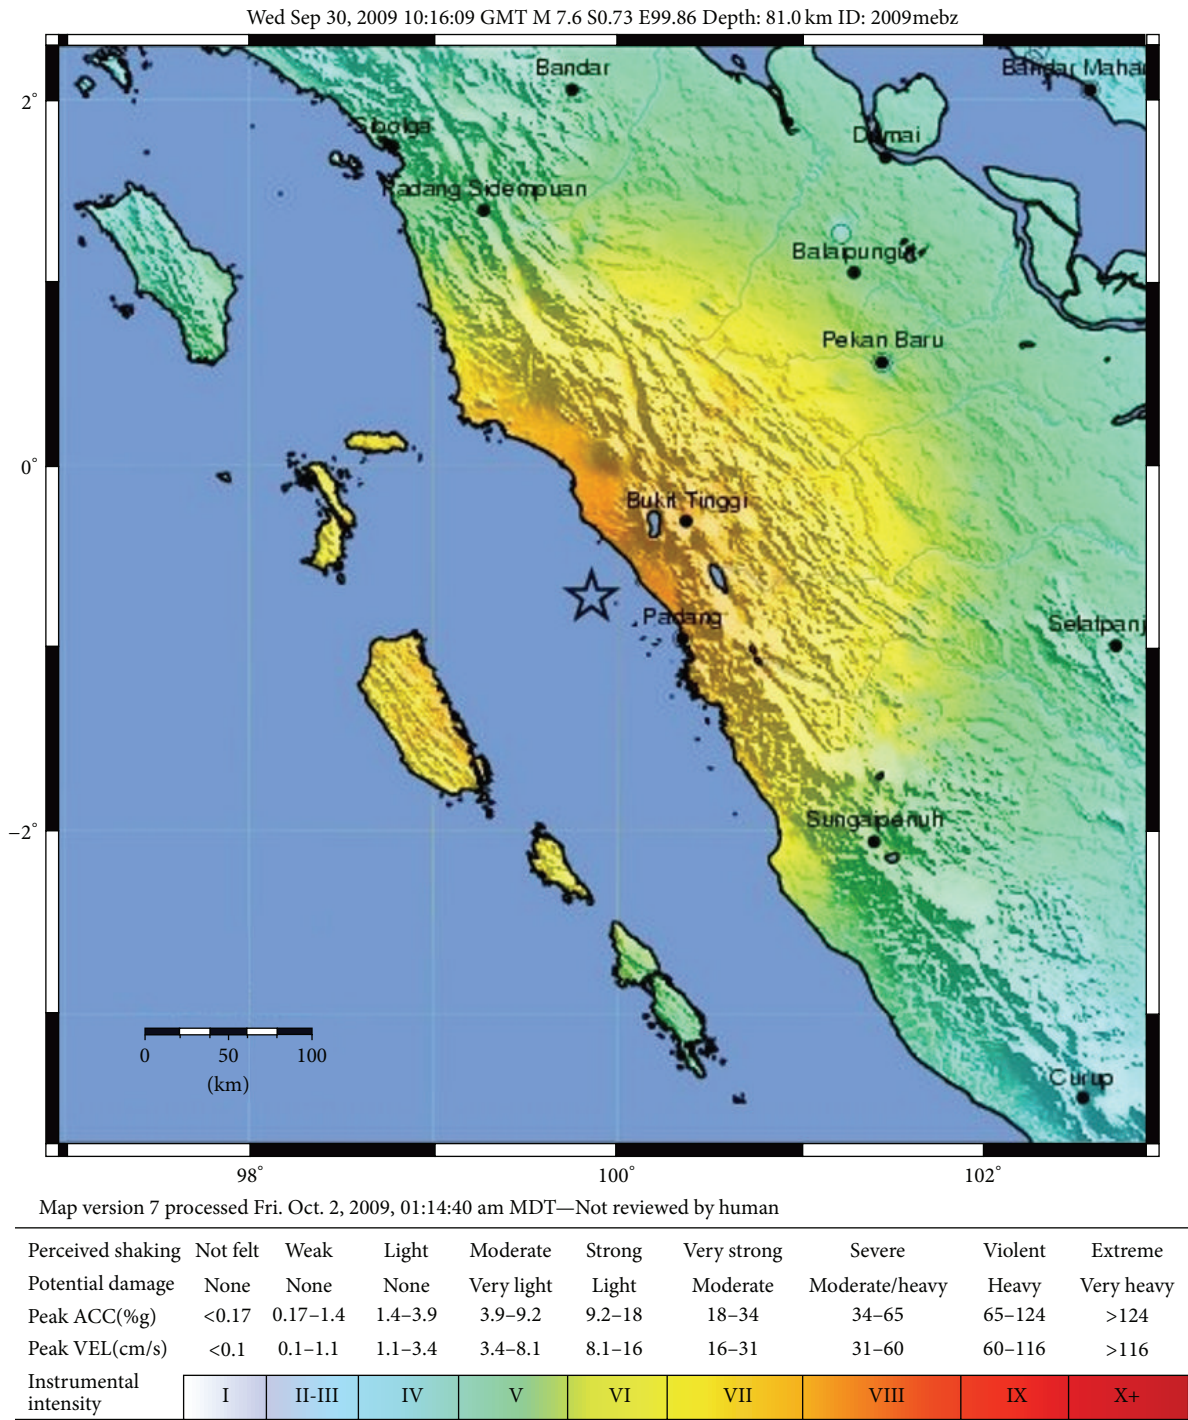 Wed Sep 30, 2009 10:16:09 GMT M 7.6 S0.73 E99.86 Depth: 81.0 km ID: 2009mebz
Bandar
Bandar Mahar
2°
Sibolga
Dumai
Padang Sidempuan
Balaipungut
Pekan Baru
0°
Bukit Tinggi
Padang
Selatpanj
−2°
Sungaipenuh
0 50 100
(km)
Curup
98° 100° 102°
Map version 7 processed Fri. Oct. 2, 2009, 01:14:40 am MDT—Not reviewed by human
Perceived shaking Not felt Weak Light Moderate Strong Very strong Severe Violent Extreme
Potential damage None None None Very light Light Moderate Moderate/heavy Heavy Very heavy
Peak ACC(%g) <0.17 0.17–1.4 1.4–3.9 3.9–9.2 9.2–18 18–34 34–65 65–124 >124
Peak VEL(cm/s) <0.1 0.1–1.1 1.1–3.4 3.4–8.1 8.1–16 16–31 31–60 60–116 >116
Instrumental
intensity I II-III IV V VI VII VIII IX X+